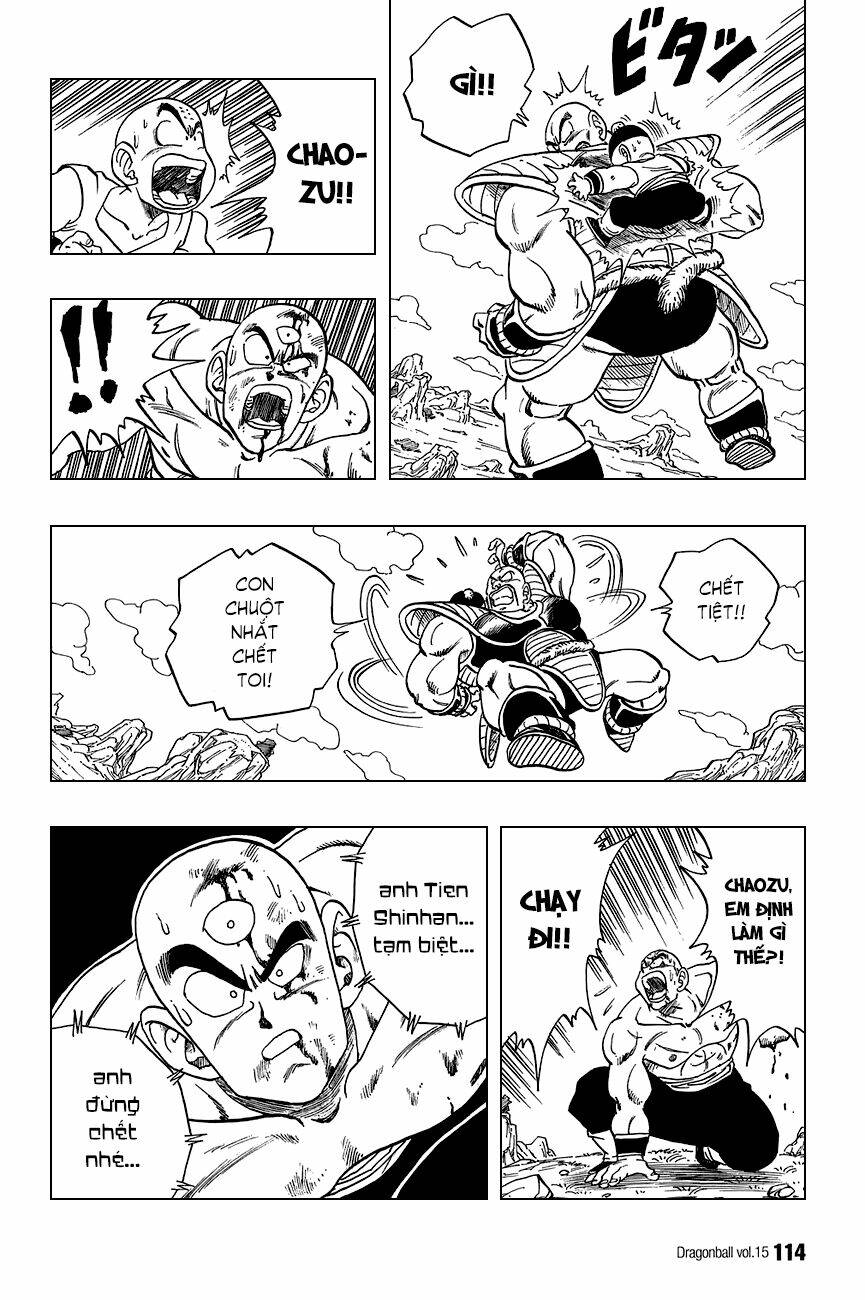 ビタッ
GÌ!!
CHAO-
ZU!!
!!
CHẾT
TIỆT!!
CON
CHUỘT
NHẮT
CHẾT
TOI!
CHAOZU,
EM ĐỊNH
LÀM GÌ
THẾ?!
CHẠY
ĐI!!
anh Tien
Shinhan...
tạm biệt...
anh
đừng
chết
nhé...
Dragonball vol.15 114